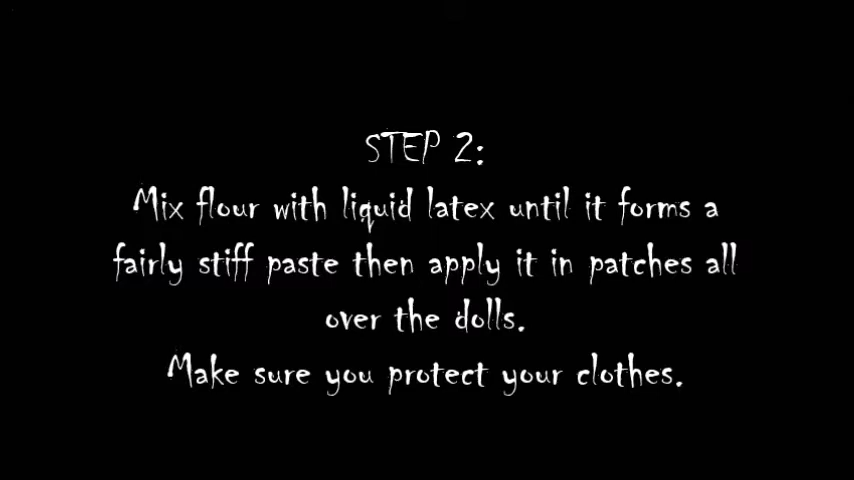 STEP 2:
Mix flour with liquid latex until it forms a
fairly stiff paste then apply it in patches all
over the dolls.
Make sure you protect your clothes.